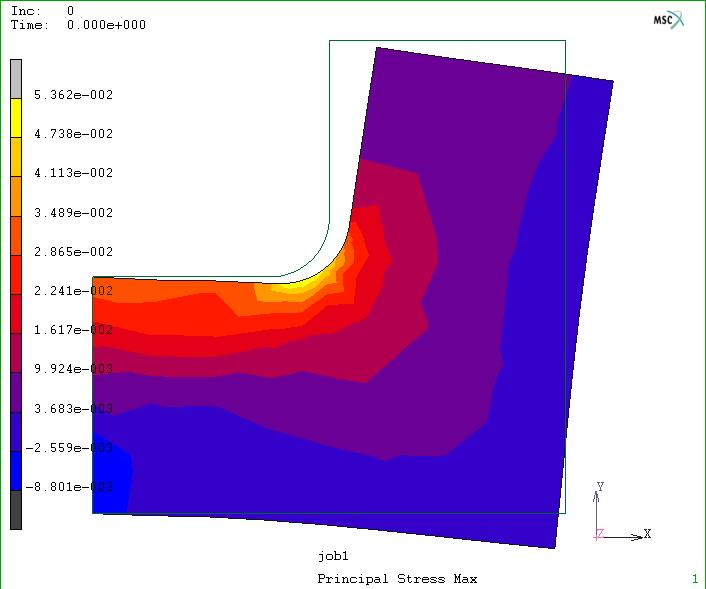 Inc: 0
Time: 0.000e+000
MSC
5.362e-002
4.738e-002
4.113e-002
3.489e-002
2.865e-002
2.241e-002
1.617e-002
9.924e-003
3.683e-003
-2.559e-003
-8.801e-003
Y
Z X
job1
Principal Stress Max
1